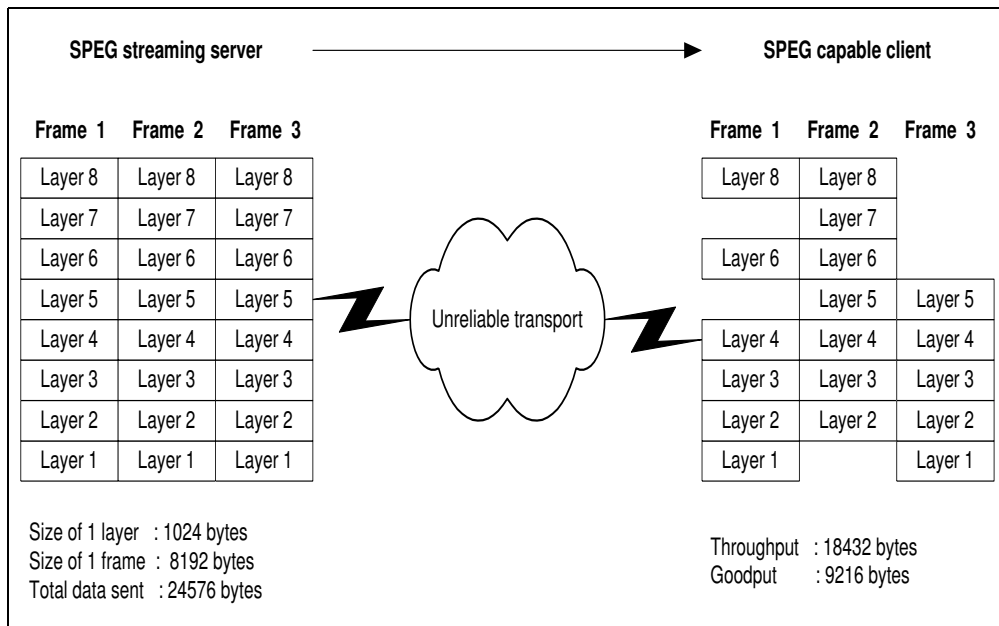 SPEG streaming server
SPEG capable client
Frame 1 Frame 2 Frame 3
Frame 1 Frame 2 Frame 3
Layer 8 Layer 8 Layer 8
Layer 7 Layer 7 Layer 7
Layer 6 Layer 6 Layer 6
Layer 5 Layer 5 Layer 5
Layer 4 Layer 4 Layer 4
Layer 3 Layer 3 Layer 3
Layer 2 Layer 2 Layer 2
Layer 1 Layer 1 Layer 1
Unreliable transport
Layer 8 Layer 8
Layer 7
Layer 6 Layer 6
Layer 5 Layer 5
Layer 4 Layer 4 Layer 4
Layer 3 Layer 3 Layer 3
Layer 2 Layer 2 Layer 2
Layer 1 Layer 1
Size of 1 layer : 1024 bytes
Size of 1 frame : 8192 bytes
Total data sent : 24576 bytes
Throughput : 18432 bytes
Goodput : 9216 bytes